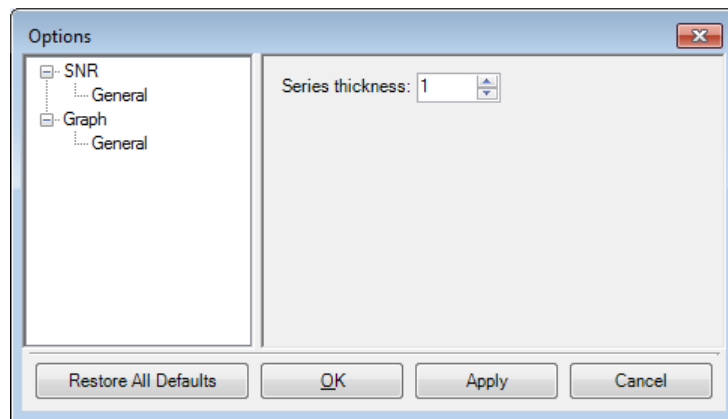 Options
SNR
General
Graph
General
Series thickness: 1
Restore All Defaults OK Apply Cancel